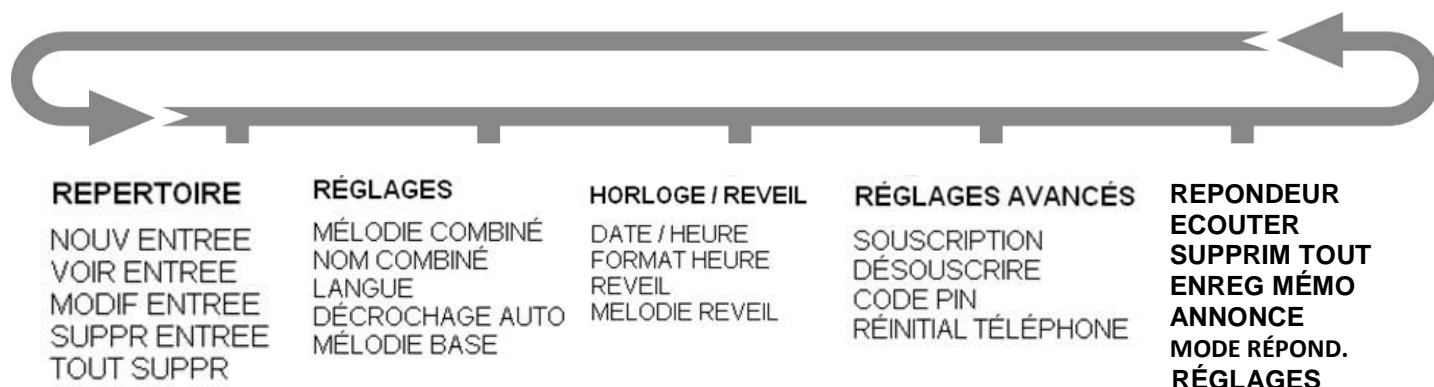 REPERTOIRE
NOUV ENTREE
VOIR ENTREE
MODIF ENTREE
SUPPR ENTREE
TOUT SUPPR
RÉGLAGES
MÉLODIE COMBINÉ
NOM COMBINÉ
LANGUE
DÉCROCHAGE AUTO
MÉLODIE BASE
HORLOGE / REVEIL
DATE / HEURE
FORMAT HEURE
REVEIL
MELODIE REVEIL
RÉGLAGES AVANCÉS
SOUSCRIPTION
DÉSOUSCRIRE
CODE PIN
RÉINITIAL TÉLÉPHONE
REPONDEUR
ECOUTER
SUPPRIM TOUT
ENREG MÉMO
ANNONCE
MODE RÉPOND.
RÉGLAGES